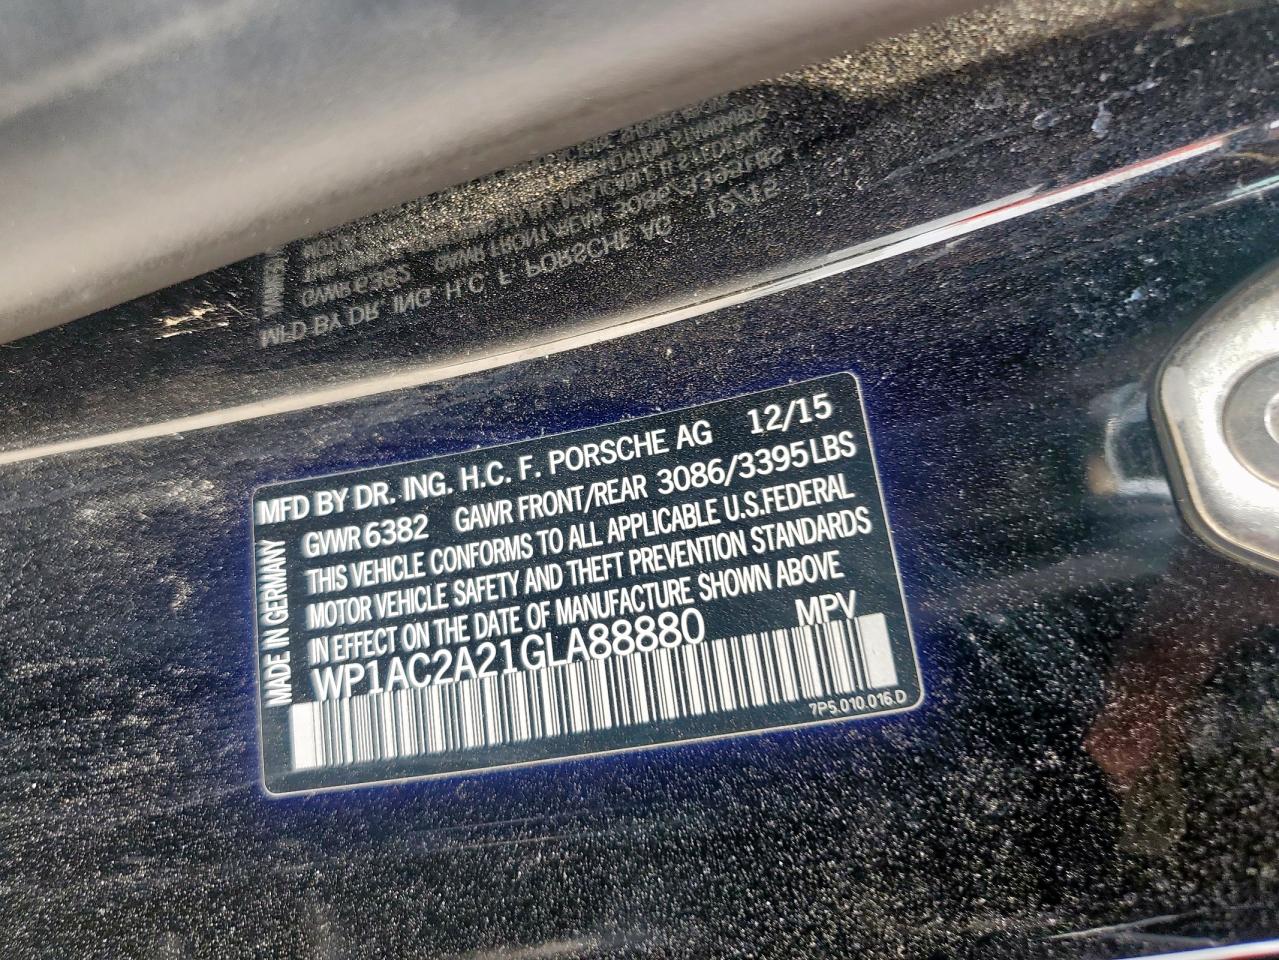 MFD BY DR. ING. H.C. F. PORSCHE AG 12/15
GVWR 6382 GAWR FRONT/REAR 3086/3395LBS
THIS VEHICLE CONFORMS TO ALL APPLICABLE U.S.FEDERAL
MOTOR VEHICLE SAFETY AND THEFT PREVENTION STANDARDS
IN EFFECT ON THE DATE OF MANUFACTURE SHOWN ABOVE
WP1AC2A21GLA88880 MPV
7P5.010.016.D
MADE IN GERMANY